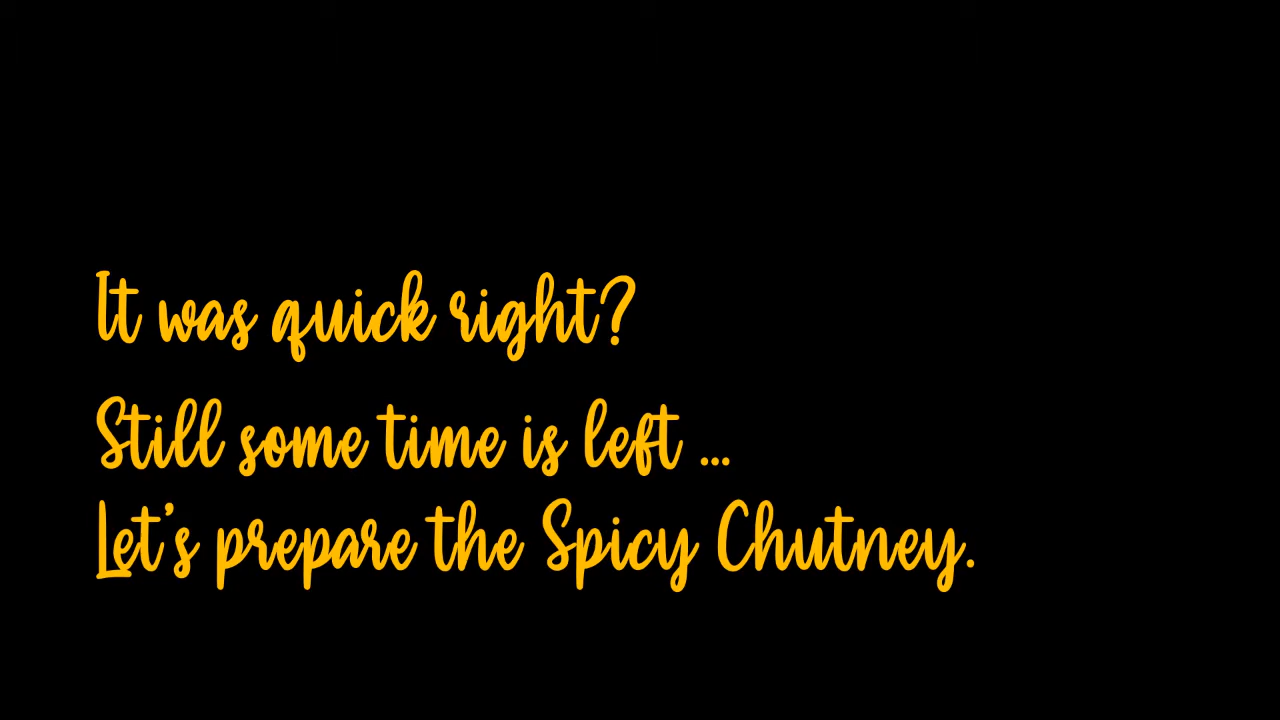 It was quick right?
Still some time is left ...
Let's prepare the Spicy Chutney.